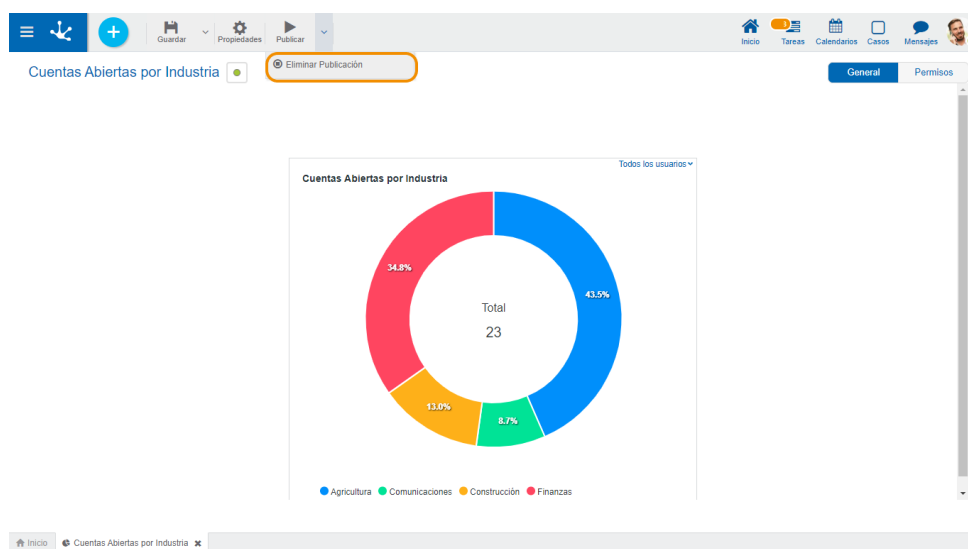 Guardar
Propiedades
Publicar
Inicio
Tareas
Calendarios
Casos
Mensajes
Eliminar Publicación
Cuentas Abiertas por Industria
General
Permisos
Todos los usuarios
Cuentas Abiertas por Industria
34.8%
43.5%
Total
23
13.0%
8.7%
Agricultura Comunicaciones Construcción Finanzas
Inicio Cuentas Abiertas por Industria